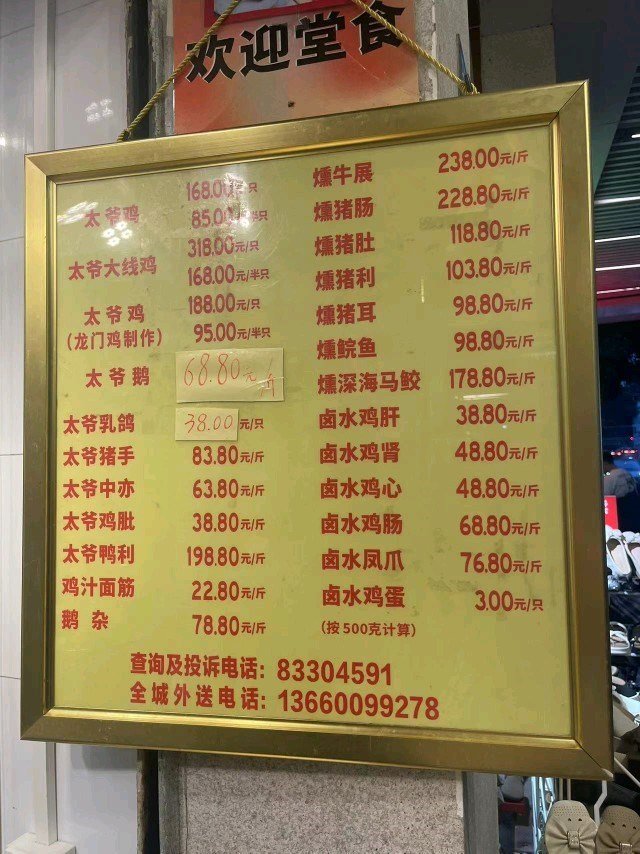 欢迎堂食
太爷鸡 168.00元/只
85.00元/半只
太爷大线鸡 318.00元/只
168.00元/半只
太爷鸡 188.00元/只
(龙门鸡制作) 95.00元/半只
太爷鹅 68.80元/斤
太爷乳鸽 38.00元/只
太爷猪手 83.80元/斤
太爷中亦 63.80元/斤
太爷鸡肶 38.80元/斤
太爷鸭利 198.80元/斤
鸡汁面筋 22.80元/斤
鹅杂 78.80元/斤
燻牛展 238.00元/斤
燻猪肠 228.80元/斤
燻猪肚 118.80元/斤
燻猪利 103.80元/斤
燻猪耳 98.80元/斤
燻鲩鱼 98.80元/斤
燻深海马鲛 178.80元/斤
卤水鸡肝 38.80元/斤
卤水鸡肾 48.80元/斤
卤水鸡心 48.80元/斤
卤水鸡肠 68.80元/斤
卤水凤爪 76.80元/斤
卤水鸡蛋 3.00元/只
(按500克计算)
查询及投诉电话：83304591
全城外送电话：13660099278